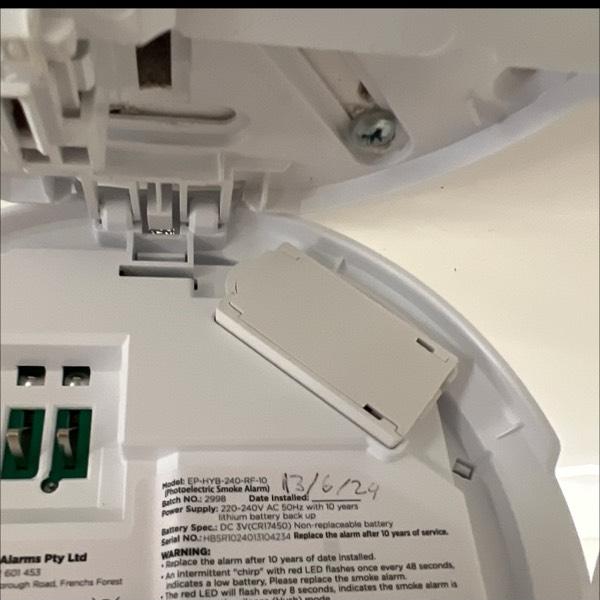 Model: EP-HYB-240-RF-10
(Photoelectric Smoke Alarm)
Batch NO.: 2998 Date Installed: 13/6/24
Power Supply: 220-240V AC 50Hz with 10 years
lithium battery back up
Battery Spec.: DC 3V(CR17450) Non-replaceable battery
Serial NO.: HBSR1024013104234 Replace the alarm after 10 years of service.
WARNING:
• Replace the alarm after 10 years of date installed.
• An intermittent "chirp" with red LED flashes once every 48 seconds,
indicates a low battery, Please replace the smoke alarm.
• The red LED will flash every 8 seconds, indicates the smoke alarm is
Alarms Pty Ltd
601 453
Road, Frenchs Forest